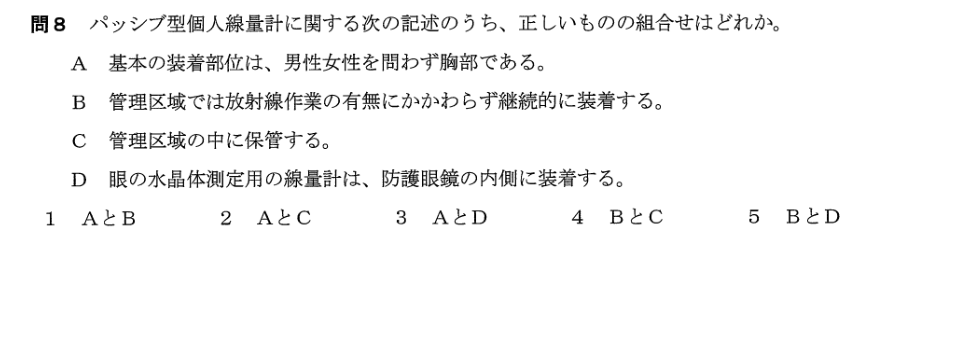 問8 パッシブ型個人線量計に関する次の記述のうち、正しいものの組合せはどれか。
A 基本の装着部位は、男性女性を問わず胸部である。
B 管理区域では放射線作業の有無にかかわらず継続的に装着する。
C 管理区域の中に保管する。
D 眼の水晶体測定用の線量計は、防護眼鏡の内側に装着する。
1 AとB 2 AとC 3 AとD 4 BとC 5 BとD